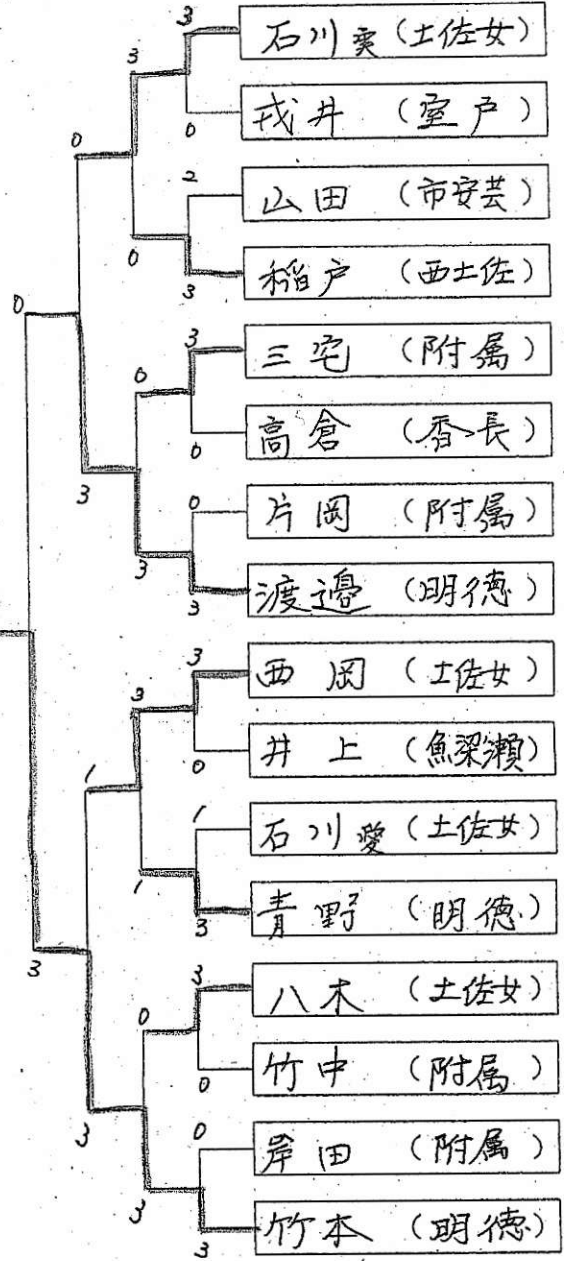 3
石川奕 (土佐女)
3
戎井 (室戸)
0
0
2
山田 (市安芸)
0
稲戸 (西土佐)
3
0
3
三宅 (附属)
0
高倉 (香長)
0
3
0
片岡 (附属)
3
渡邉 (明徳)
3
3
西岡 (土佐女)
3
井上 (魚梁瀬)
0
1
1
石川愛 (土佐女)
1
青野 (明徳)
3
3
3
八木 (土佐女)
0
竹中 (附属)
0
3
0
岸田 (附属)
3
竹本 (明徳)
3